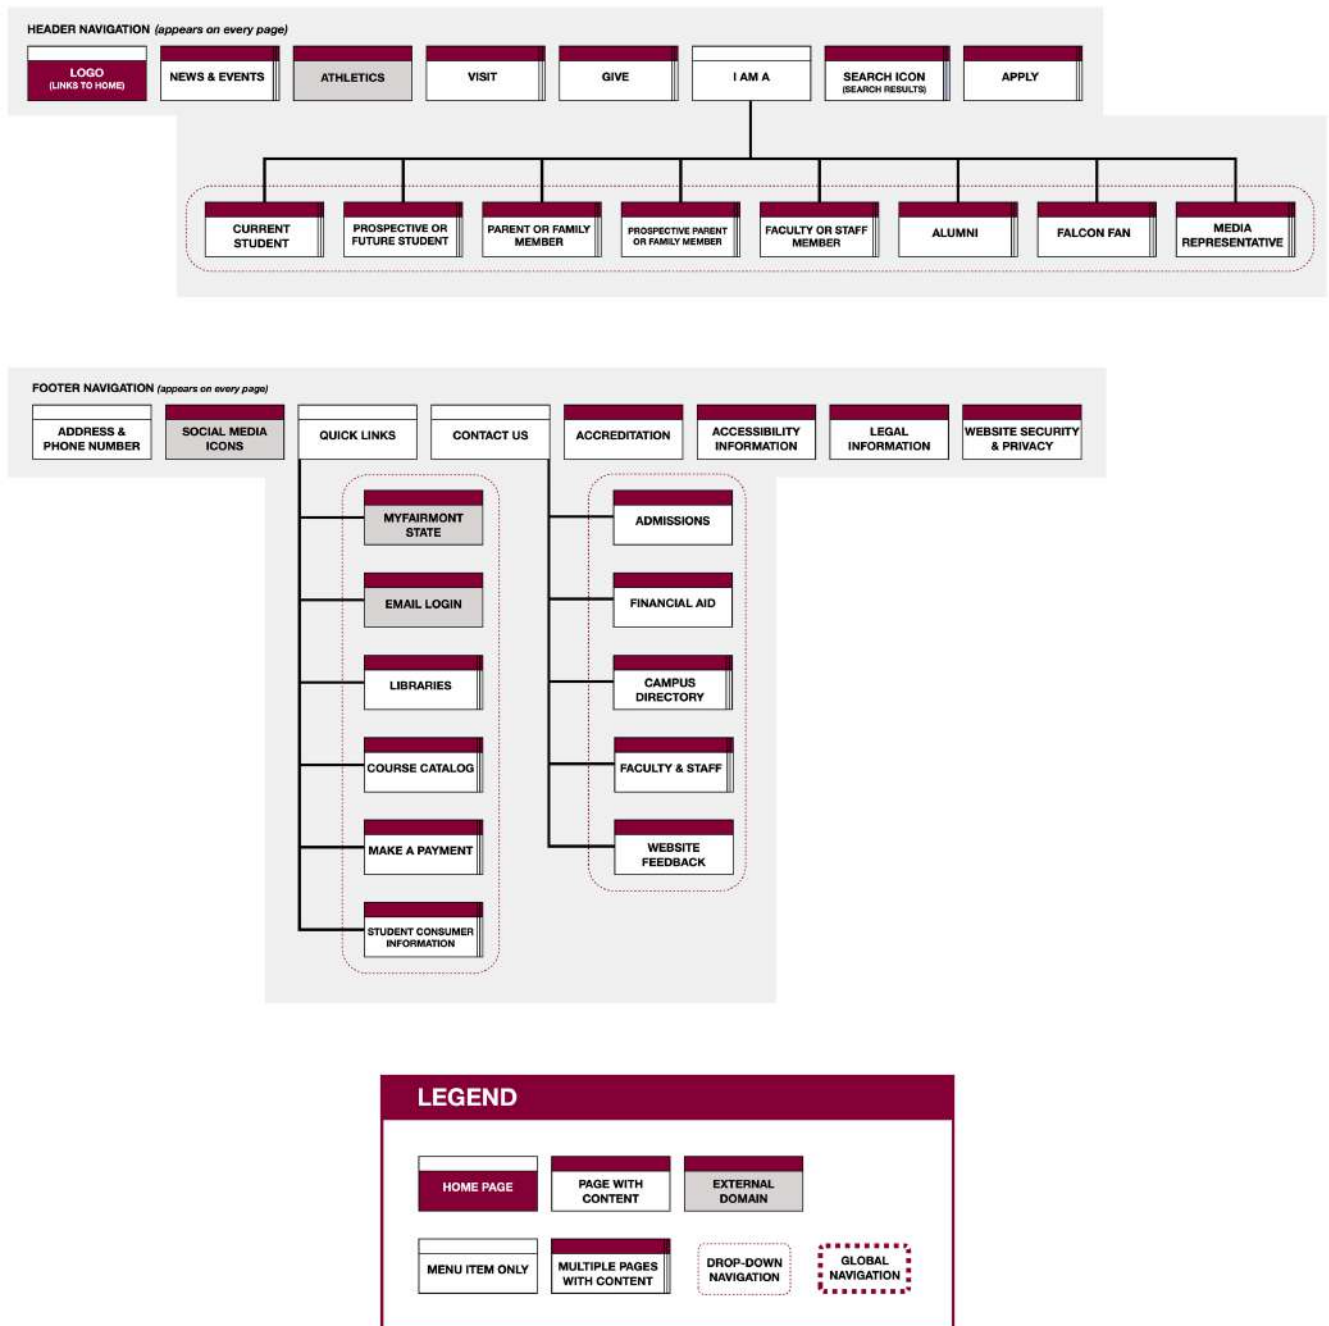 HEADER NAVIGATION (appears on every page)
LOGO
(LINKS TO HOME)
NEWS & EVENTS
ATHLETICS
VISIT
GIVE
I AM A
SEARCH ICON
(SEARCH RESULTS)
APPLY
CURRENT
STUDENT
PROSPECTIVE OR
FUTURE STUDENT
PARENT OR FAMILY
MEMBER
PROSPECTIVE PARENT
OR FAMILY MEMBER
FACULTY OR STAFF
MEMBER
ALUMNI
FALCON FAN
MEDIA
REPRESENTATIVE
FOOTER NAVIGATION (appears on every page)
ADDRESS &
PHONE NUMBER
SOCIAL MEDIA
ICONS
QUICK LINKS
CONTACT US
ACCREDITATION
ACCESSIBILITY
INFORMATION
LEGAL
INFORMATION
WEBSITE SECURITY
& PRIVACY
MYFAIRMONT
STATE
EMAIL LOGIN
LIBRARIES
COURSE CATALOG
MAKE A PAYMENT
STUDENT CONSUMER
INFORMATION
ADMISSIONS
FINANCIAL AID
CAMPUS
DIRECTORY
FACULTY & STAFF
WEBSITE
FEEDBACK
LEGEND
HOME PAGE
PAGE WITH
CONTENT
EXTERNAL
DOMAIN
MENU ITEM ONLY
MULTIPLE PAGES
WITH CONTENT
DROP-DOWN
NAVIGATION
GLOBAL
NAVIGATION